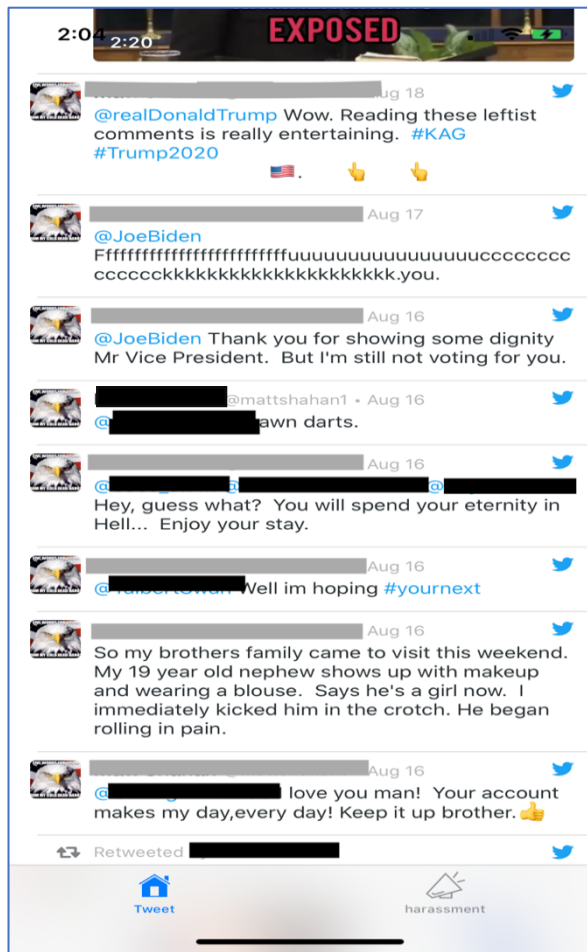 2:04
2:20
EXPOSED
ug 18
@realDonaldTrump Wow. Reading these leftist
comments is really entertaining. #KAG
#Trump2020
🇺🇸. 👆 👆
Aug 17
@JoeBiden
Fffffffffffffffffffffffffuuuuuuuuuuuuuuuuucccccccc
cccccckkkkkkkkkkkkkkkkkkkkk.you.
Aug 16
@JoeBiden Thank you for showing some dignity
Mr Vice President. But I'm still not voting for you.
@mattshahan1 • Aug 16
@ awn darts.
Aug 16
@ @ @
Hey, guess what? You will spend your eternity in
Hell... Enjoy your stay.
Aug 16
@ Well im hoping #yournext
Aug 16
So my brothers family came to visit this weekend.
My 19 year old nephew shows up with makeup
and wearing a blouse. Says he's a girl now. I
immediately kicked him in the crotch. He began
rolling in pain.
Aug 16
@ I love you man! Your account
makes my day,every day! Keep it up brother. 👍
Retweeted
Tweet
harassment